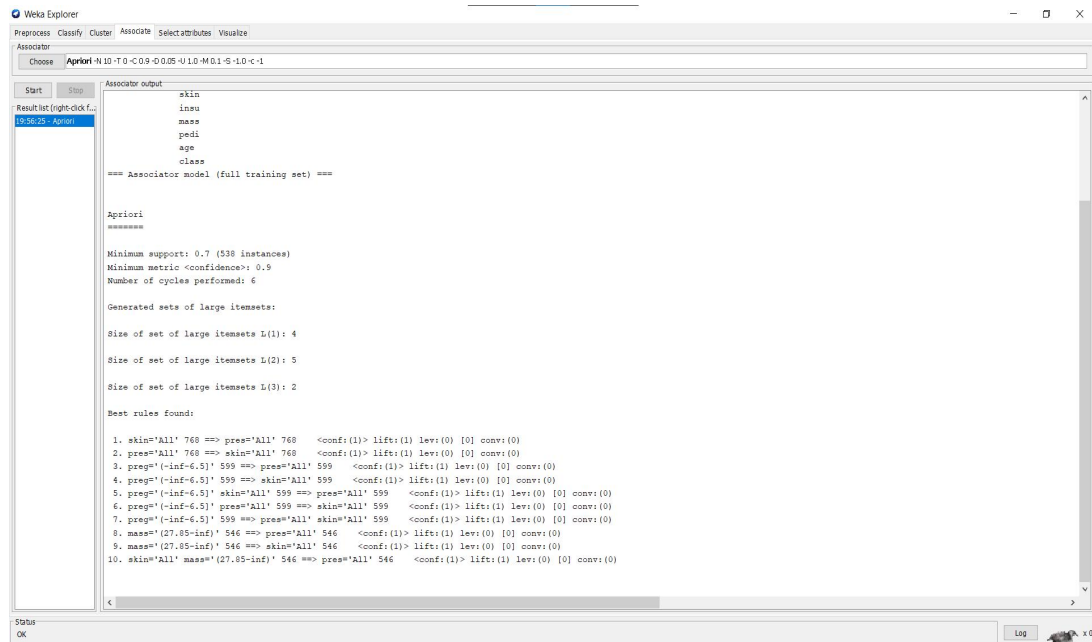 Weka Explorer
Preprocess Classify Cluster Associate Select attributes Visualize
Associator
Choose Apriori -N 10 -T 0 -C 0.9 -D 0.05 -U 1.0 -M 0.1 -S -1.0 -c -1
Start Stop
Result list (right-click f...
19:56:25 - Apriori
Associator output
skin
insu
mass
pedi
age
class
=== Associator model (full training set) ===
Apriori
=======
Minimum support: 0.7 (538 instances)
Minimum metric <confidence>: 0.9
Number of cycles performed: 6
Generated sets of large itemsets:
Size of set of large itemsets L(1): 4
Size of set of large itemsets L(2): 5
Size of set of large itemsets L(3): 2
Best rules found:
1. skin='All' 768 ==> pres='All' 768 <conf:(1)> lift:(1) lev:(0) [0] conv:(0)
2. pres='All' 768 ==> skin='All' 768 <conf:(1)> lift:(1) lev:(0) [0] conv:(0)
3. preg='(-inf-6.5]' 599 ==> pres='All' 599 <conf:(1)> lift:(1) lev:(0) [0] conv:(0)
4. preg='(-inf-6.5]' 599 ==> skin='All' 599 <conf:(1)> lift:(1) lev:(0) [0] conv:(0)
5. preg='(-inf-6.5]' skin='All' 599 ==> pres='All' 599 <conf:(1)> lift:(1) lev:(0) [0] conv:(0)
6. preg='(-inf-6.5]' pres='All' 599 ==> skin='All' 599 <conf:(1)> lift:(1) lev:(0) [0] conv:(0)
7. preg='(-inf-6.5]' 599 ==> pres='All' skin='All' 599 <conf:(1)> lift:(1) lev:(0) [0] conv:(0)
8. mass='(27.85-inf)' 546 ==> pres='All' 546 <conf:(1)> lift:(1) lev:(0) [0] conv:(0)
9. mass='(27.85-inf)' 546 ==> skin='All' 546 <conf:(1)> lift:(1) lev:(0) [0] conv:(0)
10. skin='All' mass='(27.85-inf)' 546 ==> pres='All' 546 <conf:(1)> lift:(1) lev:(0) [0] conv:(0)
Status
OK
Log
x 0